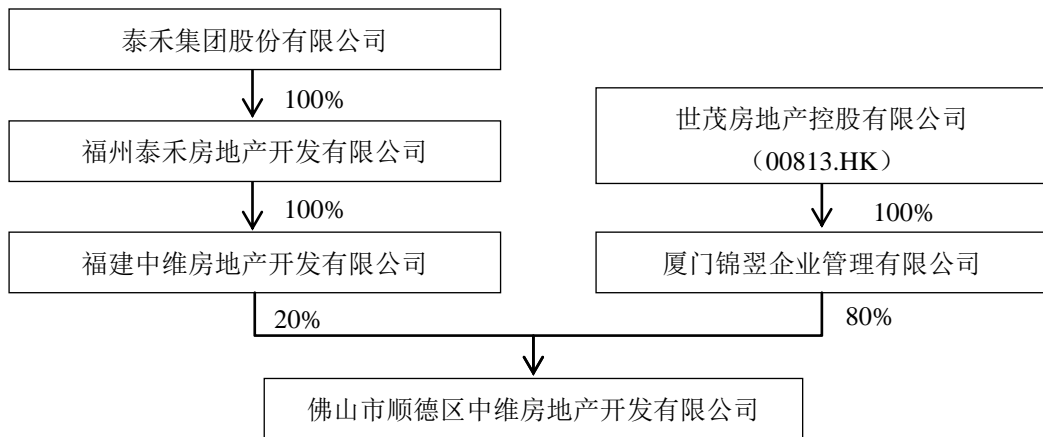 泰禾集团股份有限公司
100%
世茂房地产控股有限公司
（00813.HK）
福州泰禾房地产开发有限公司
100%
100%
福建中维房地产开发有限公司
厦门锦翌企业管理有限公司
20%
80%
佛山市顺德区中维房地产开发有限公司